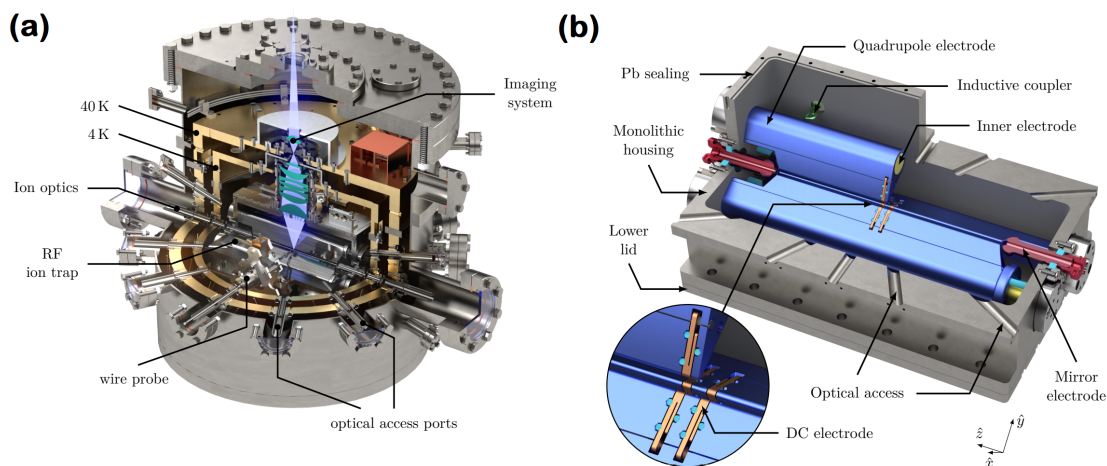 (a)
40 K
4 K
Ion optics
RF
ion trap
wire probe
optical access ports
Imaging
system
(b)
Quadrupole electrode
Pb sealing
Inductive coupler
Inner electrode
Monolithic
housing
Lower
lid
Optical access
Mirror
electrode
DC electrode
ŷ
ẑ
x̂